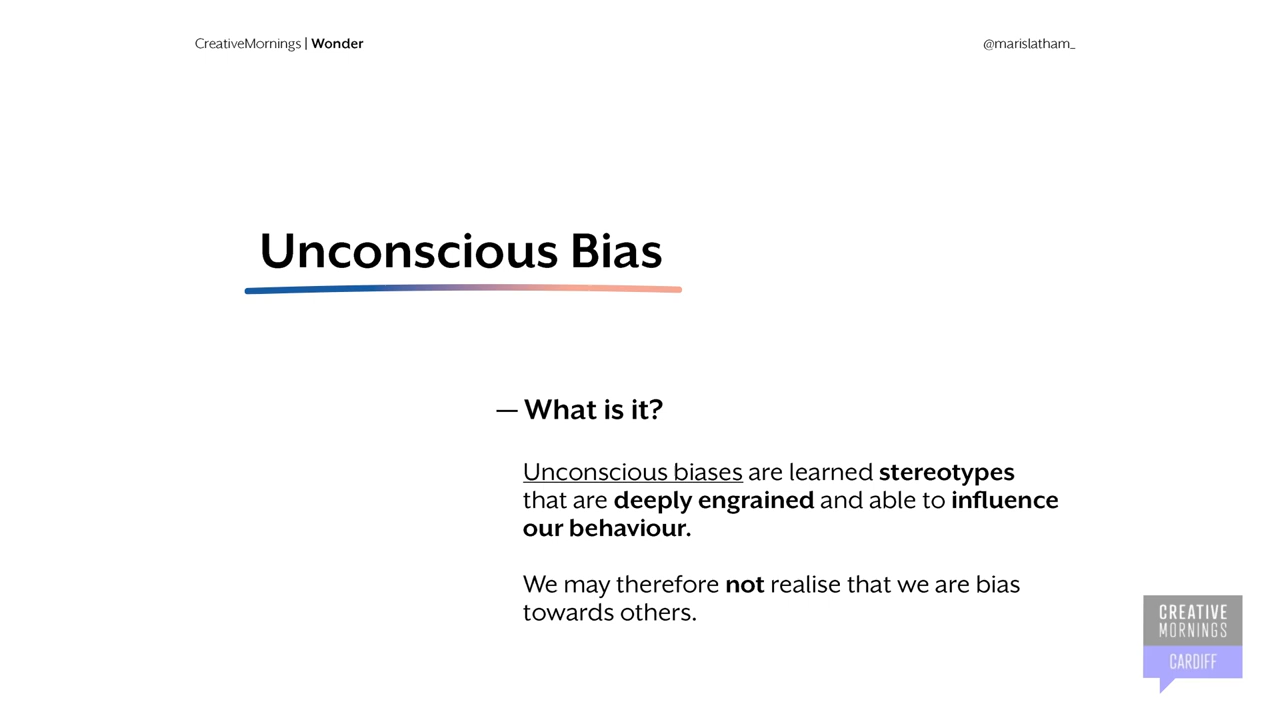 CreativeMornings | Wonder
@marislatham_
Unconscious Bias
— What is it?
Unconscious biases are learned stereotypes
that are deeply engrained and able to influence
our behaviour.
We may therefore not realise that we are bias
towards others.
CREATIVE
MORNINGS
CARDIFF